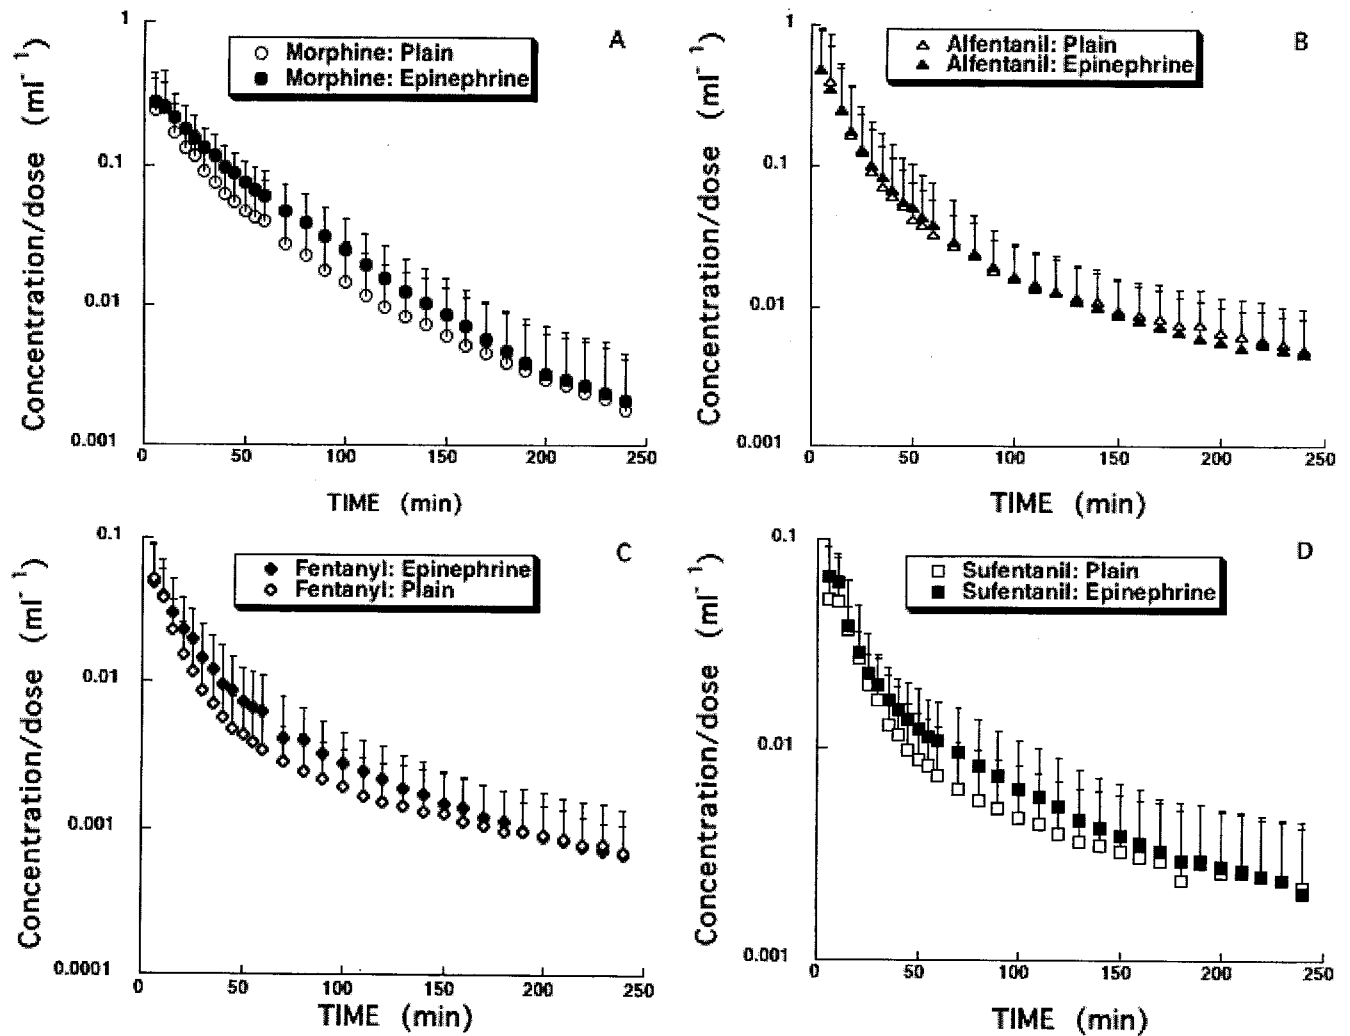 A
Morphine: Plain
Morphine: Epinephrine
Concentration/dose (ml⁻¹)
1
0.1
0.01
0.001
0 50 100 150 200 250
TIME (min)
B
Alfentanil: Plain
Alfentanil: Epinephrine
Concentration/dose (ml⁻¹)
1
0.1
0.01
0.001
0 50 100 150 200 250
TIME (min)
C
Fentanyl: Epinephrine
Fentanyl: Plain
Concentration/dose (ml⁻¹)
0.1
0.01
0.001
0.0001
0 50 100 150 200 250
TIME (min)
D
Sufentanil: Plain
Sufentanil: Epinephrine
Concentration/dose (ml⁻¹)
0.1
0.01
0.001
0 50 100 150 200 250
TIME (min)